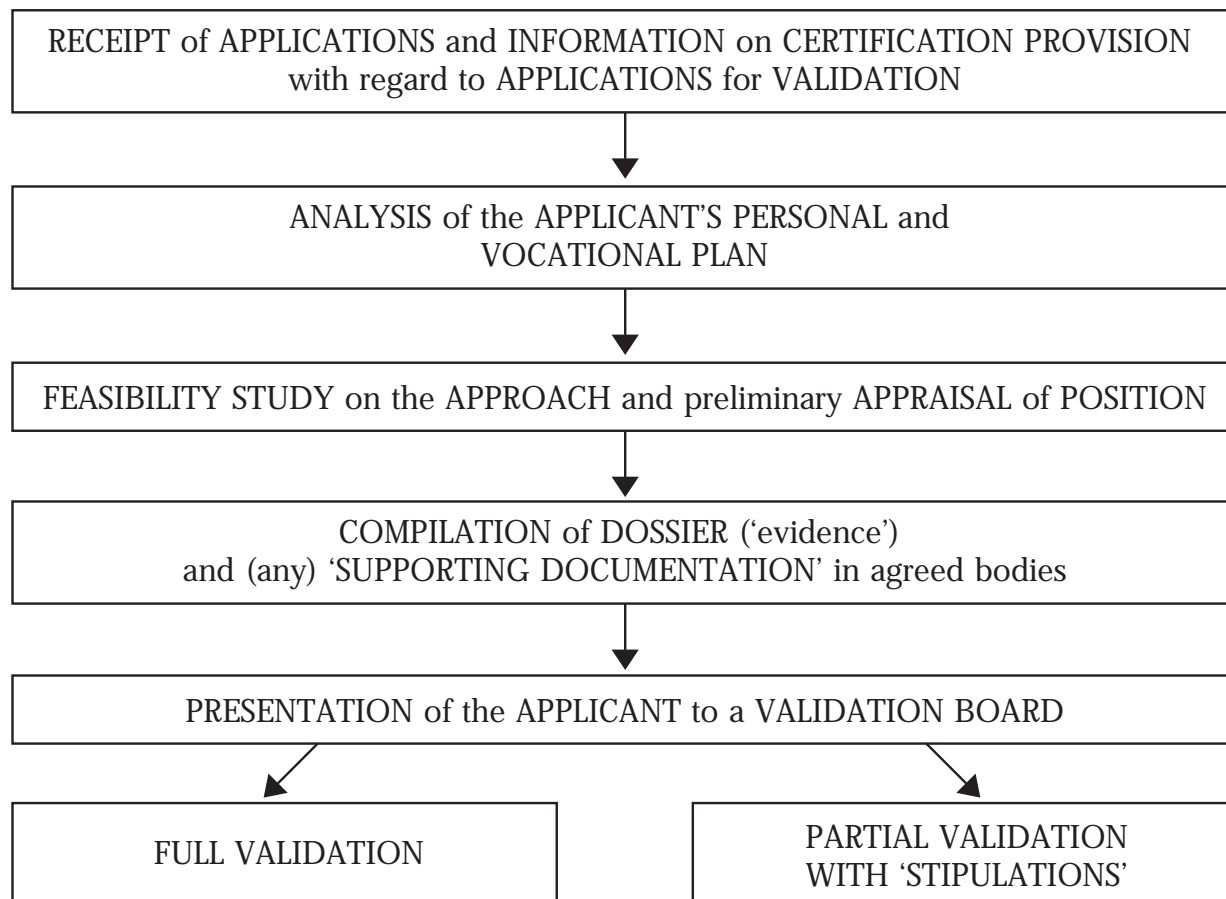 RECEIPT of APPLICATIONS and INFORMATION on CERTIFICATION PROVISION
with regard to APPLICATIONS for VALIDATION
ANALYSIS of the APPLICANT’S PERSONAL and
VOCATIONAL PLAN
FEASIBILITY STUDY on the APPROACH and preliminary APPRAISAL of POSITION
COMPILATION of DOSSIER (‘evidence’)
and (any) ‘SUPPORTING DOCUMENTATION’ in agreed bodies
PRESENTATION of the APPLICANT to a VALIDATION BOARD
FULL VALIDATION
PARTIAL VALIDATION
WITH ‘STIPULATIONS’